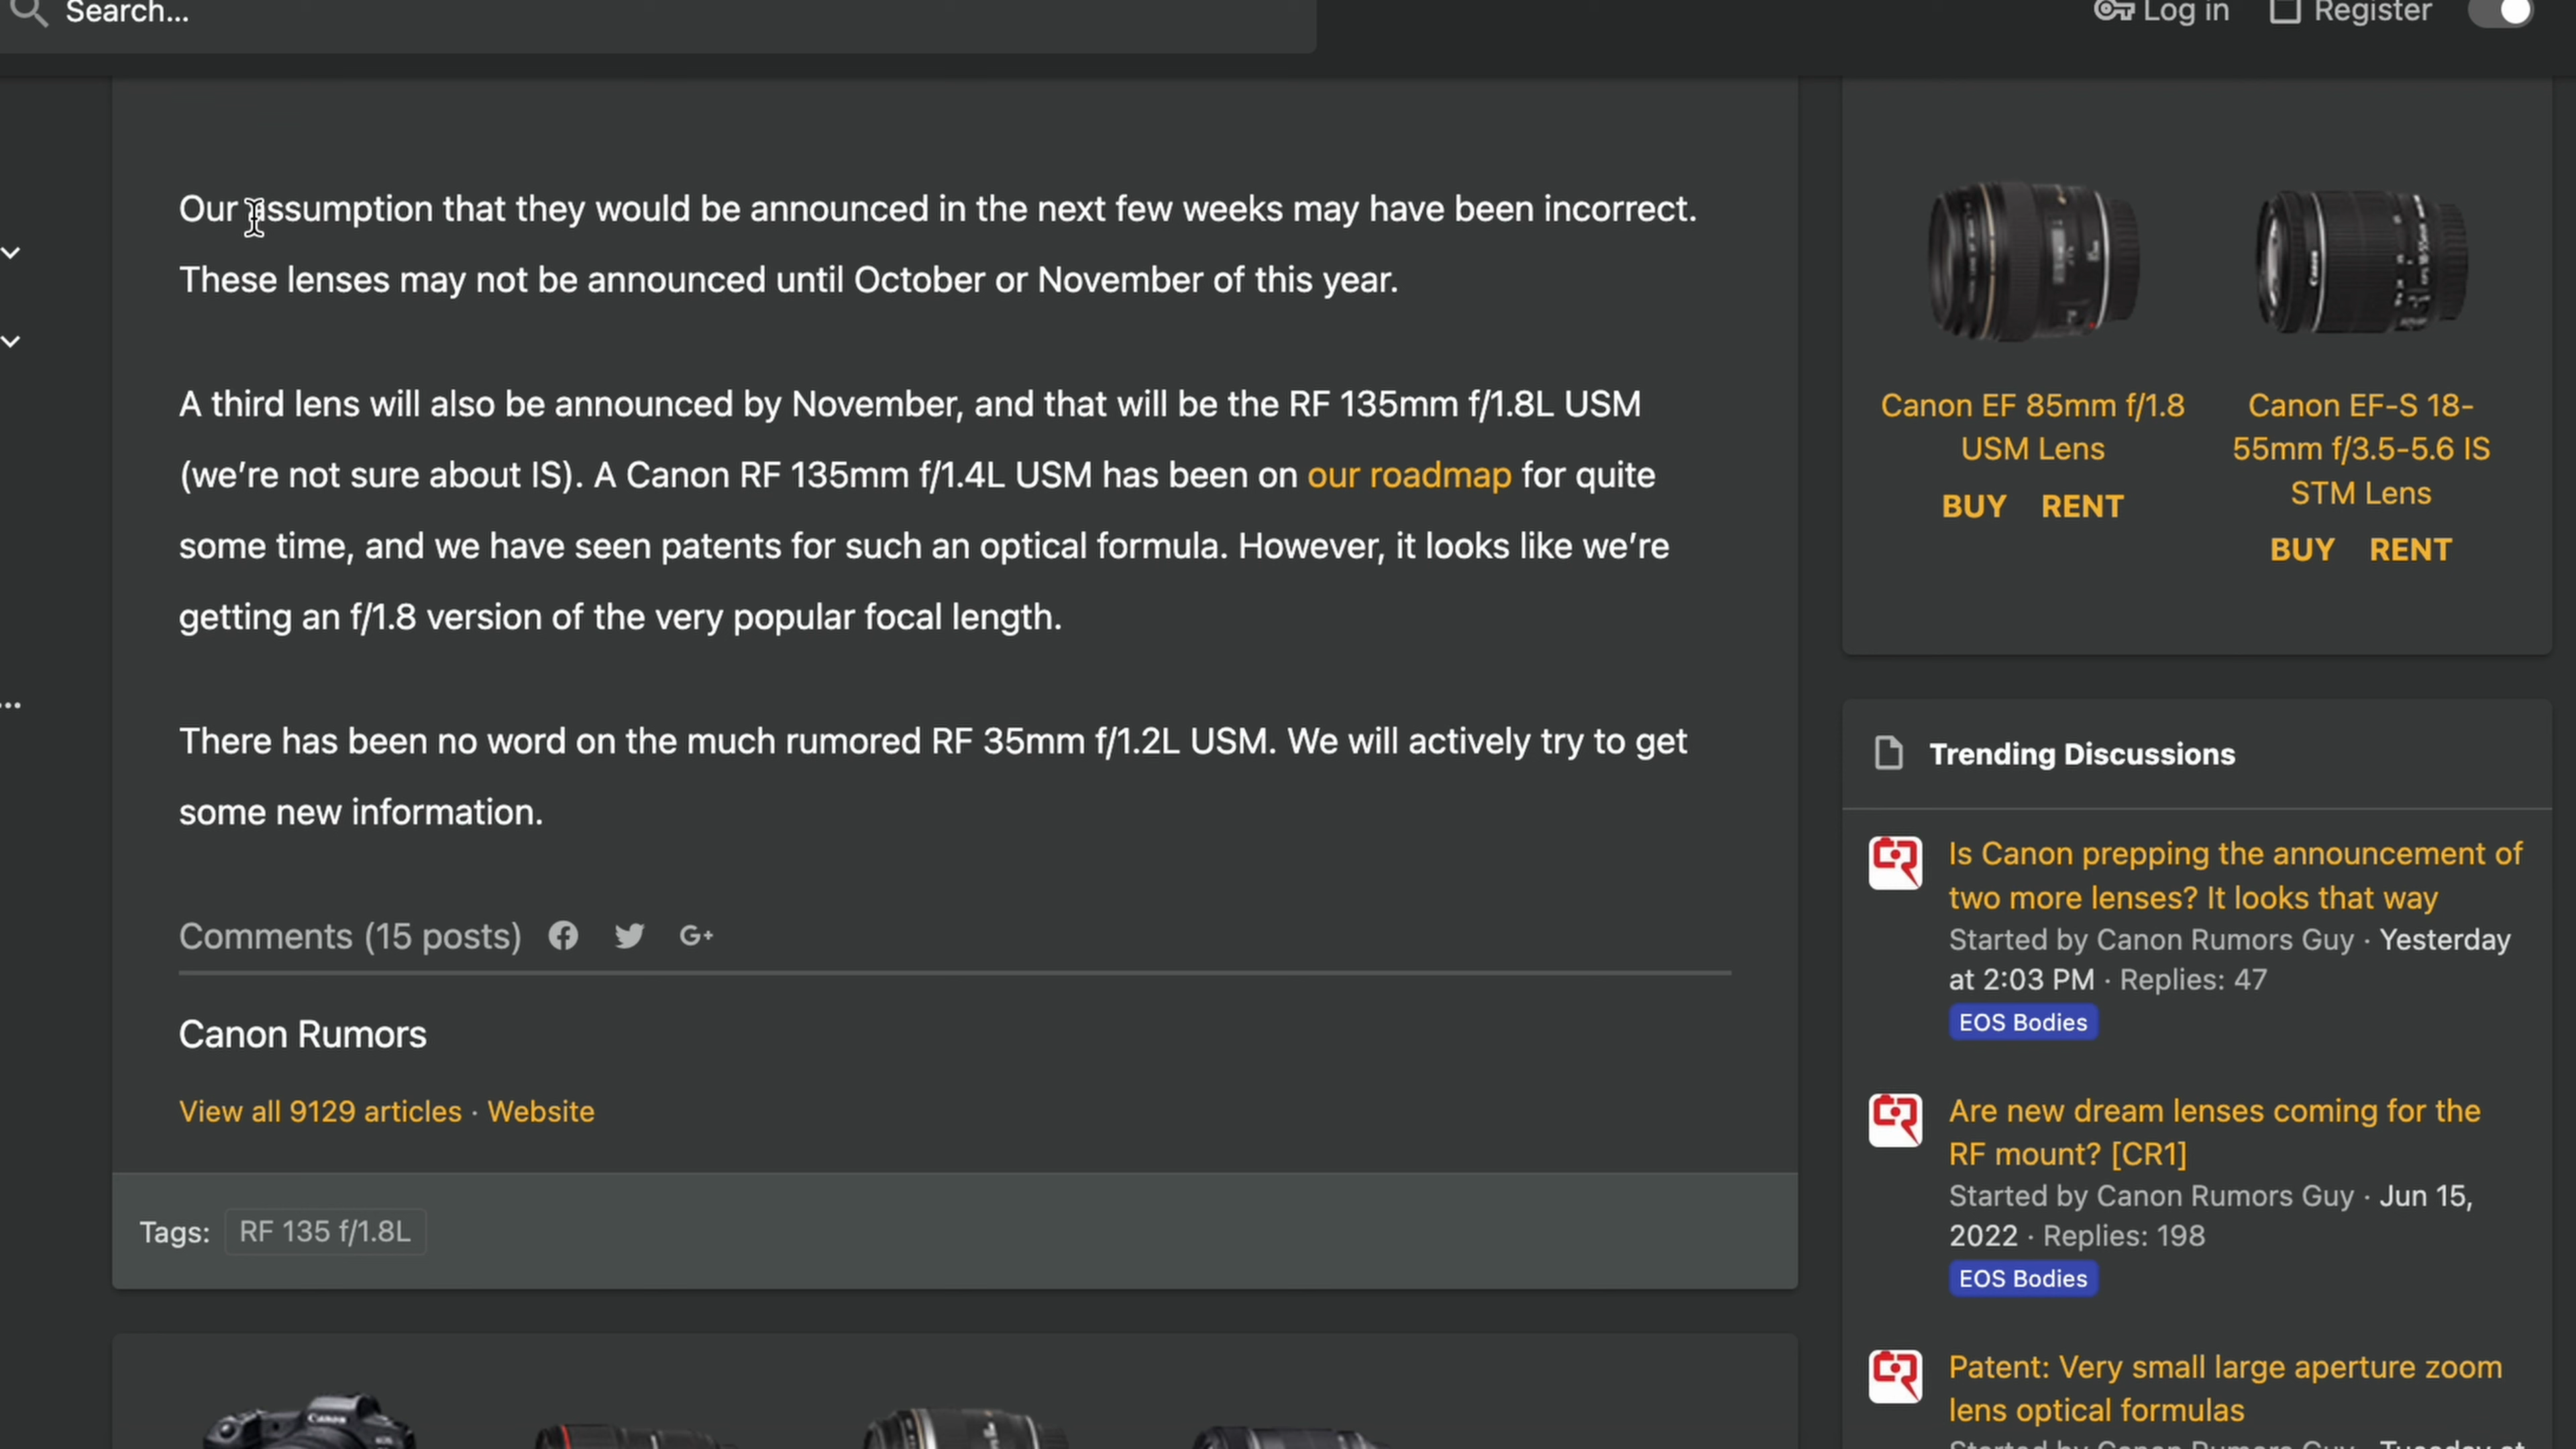 Search...
Log in
Register
Our assumption that they would be announced in the next few weeks may have been incorrect.
These lenses may not be announced until October or November of this year.
A third lens will also be announced by November, and that will be the RF 135mm f/1.8L USM
(we're not sure about IS). A Canon RF 135mm f/1.4L USM has been on our roadmap for quite
some time, and we have seen patents for such an optical formula. However, it looks like we're
getting an f/1.8 version of the very popular focal length.
There has been no word on the much rumored RF 35mm f/1.2L USM. We will actively try to get
some new information.
Comments (15 posts)
G+
Canon Rumors
View all 9129 articles · Website
Tags: RF 135 f/1.8L
Canon
Canon EF 85mm f/1.8
USM Lens
BUY RENT
Canon
Canon EF-S 18-
55mm f/3.5-5.6 IS
STM Lens
BUY RENT
Trending Discussions
Is Canon prepping the announcement of
two more lenses? It looks that way
Started by Canon Rumors Guy · Yesterday
at 2:03 PM · Replies: 47
EOS Bodies
Are new dream lenses coming for the
RF mount? [CR1]
Started by Canon Rumors Guy · Jun 15,
2022 · Replies: 198
EOS Bodies
Patent: Very small large aperture zoom
lens optical formulas
Started by Canon Rumors Guy · Tuesday at